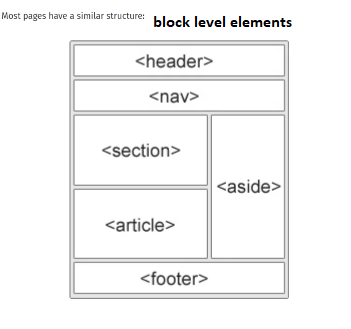 Most pages have a similar structure: block level elements
<header>
<nav>
<section>
<aside>
<article>
<footer>